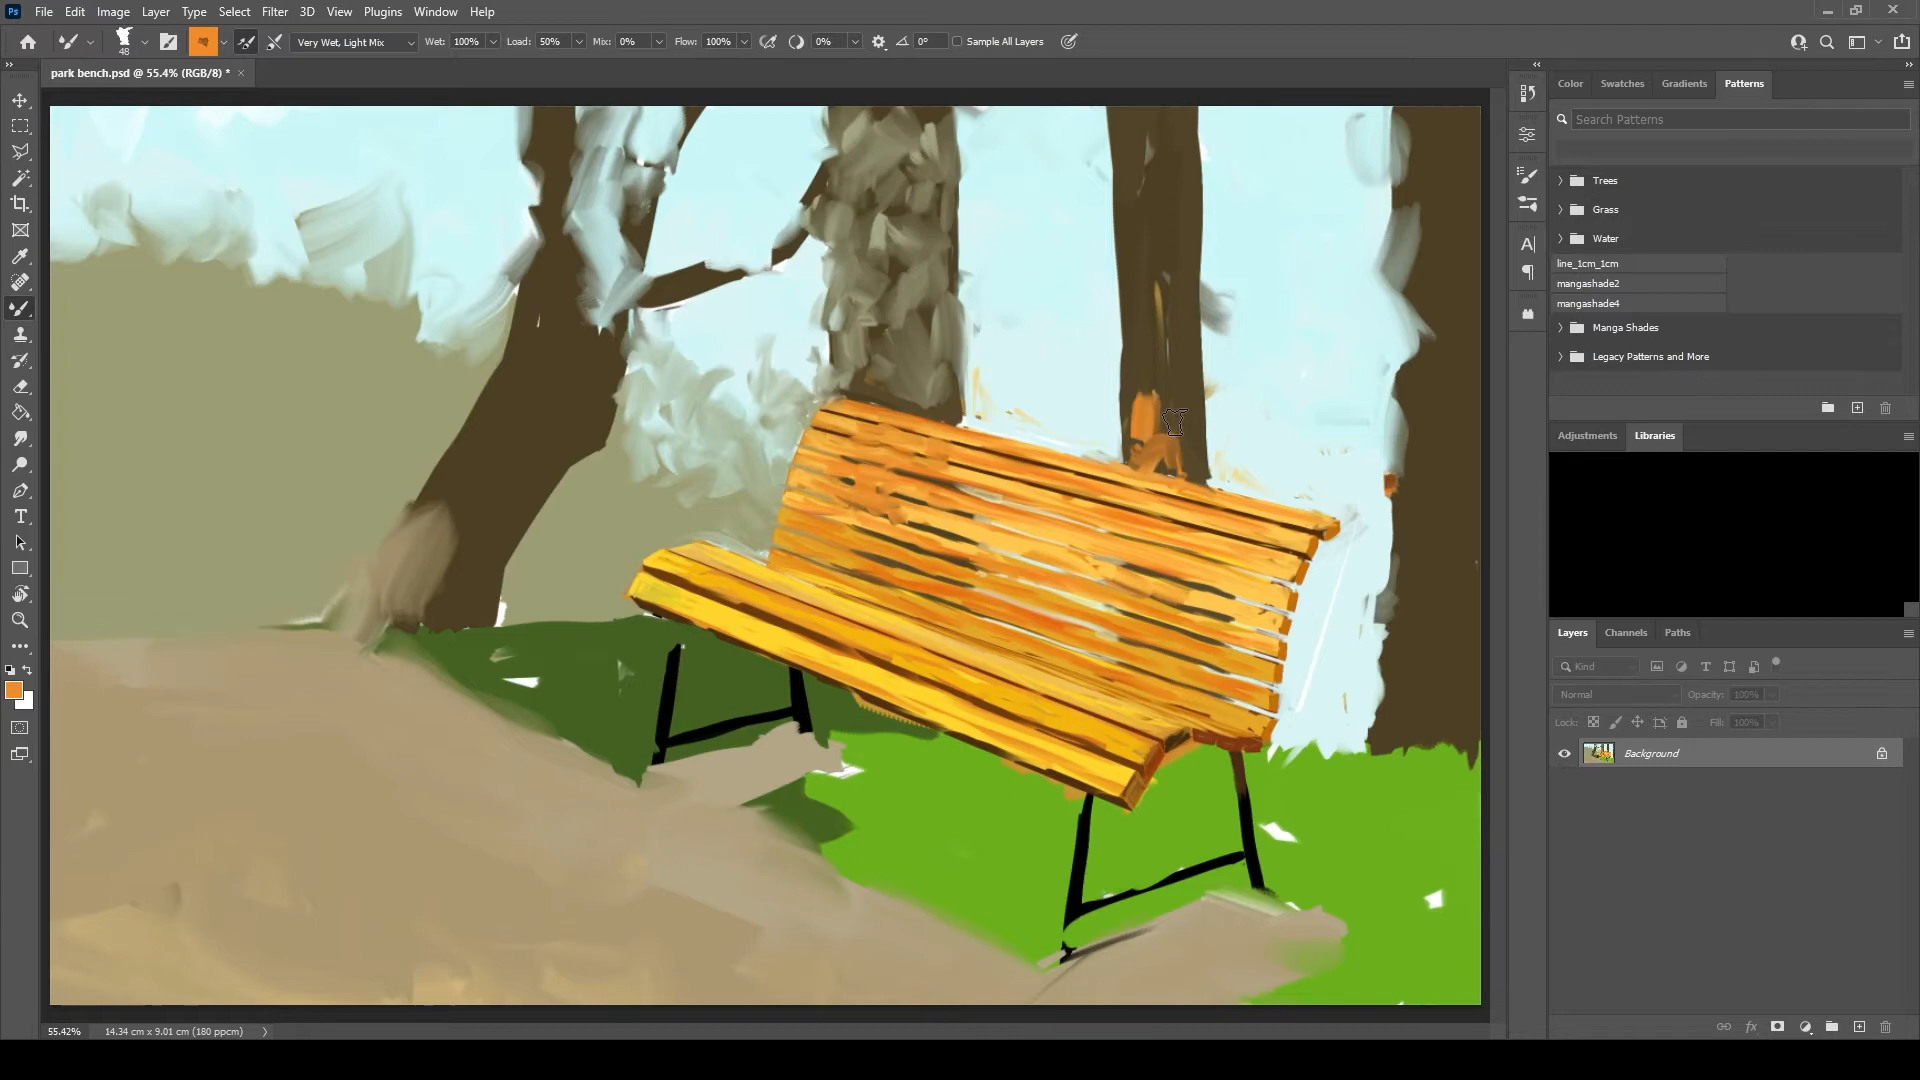 Ps File Edit Image Layer Type Select Filter 3D View Plugins Window Help
48 Very Wet, Light Mix Wet: 100% Load: 50% Mix: 0% Flow: 100% 0% 0° Sample All Layers
park bench.psd @ 55.4% (RGB/8) * ×
Color Swatches Gradients Patterns
Search Patterns
Trees
Grass
Water
line_1cm_1cm
mangashade2
mangashade4
Manga Shades
Legacy Patterns and More
Adjustments Libraries
Layers Channels Paths
Kind
Normal Opacity: 100%
Lock: Fill: 100%
Background
fx
55.42% 14.34 cm x 9.01 cm (180 ppcm)